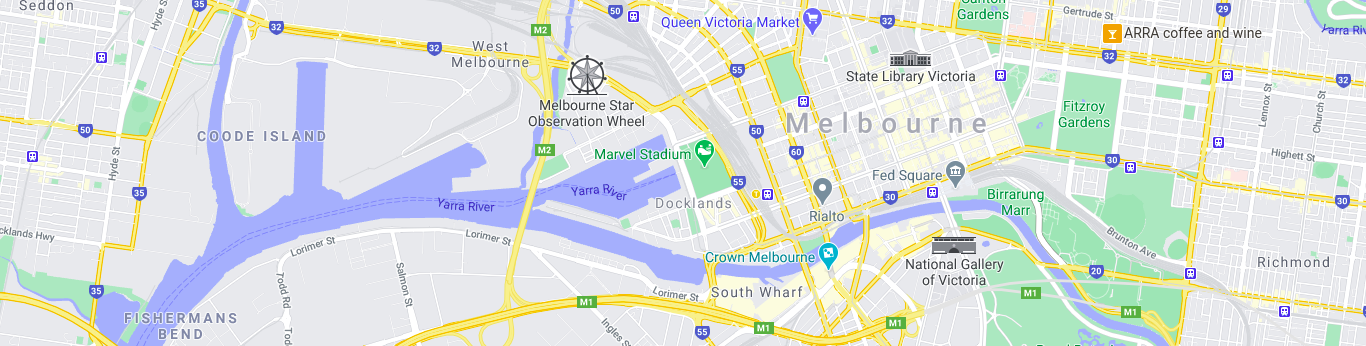 Seddon
Hyde St
35
50
Queen Victoria Market
32
Carlton
Gardens
Gertrude St
29
Yarra Riv
M2
32
West
Melbourne
32
ARRA coffee and wine
32
32
55
State Library Victoria
Melbourne Star
Observation Wheel
Lennox St
Church St
Fitzroy
Gardens
COODE ISLAND
50
50
Melbourne
Hyde St
M2
Marvel Stadium
60
30
Highett St
35
55
Fed Square
30
Yarra River
Yarra River
Docklands
30
Rialto
Birrarung
Marr
cklands Hwy
Lorimer St
Lorimer St
Brunton Ave
Crown Melbourne
National Gallery
of Victoria
20
Richmond
Todd Rd
Salmon St
35
Lorimer St
South Wharf
M1
M1
M1
FISHERMANS
BEND
Ingles St
55
M1
M1